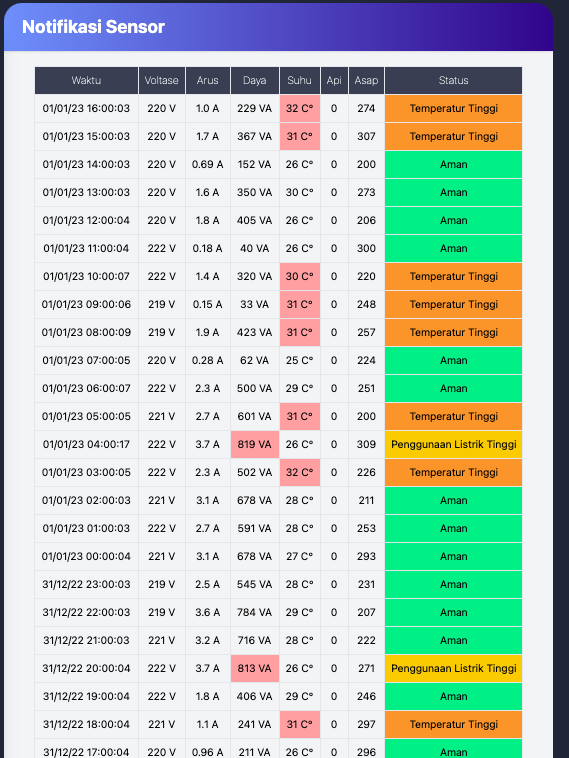 Notifikasi Sensor
Waktu Voltase Arus Daya Suhu Api Asap Status
01/01/23 16:00:03 220 V 1.0 A 229 VA 32 C° 0 274 Temperatur Tinggi
01/01/23 15:00:03 220 V 1.7 A 367 VA 31 C° 0 307 Temperatur Tinggi
01/01/23 14:00:03 220 V 0.69 A 152 VA 26 C° 0 200 Aman
01/01/23 13:00:03 220 V 1.6 A 350 VA 30 C° 0 273 Aman
01/01/23 12:00:04 220 V 1.8 A 405 VA 26 C° 0 206 Aman
01/01/23 11:00:04 222 V 0.18 A 40 VA 26 C° 0 300 Aman
01/01/23 10:00:07 222 V 1.4 A 320 VA 30 C° 0 220 Temperatur Tinggi
01/01/23 09:00:06 219 V 0.15 A 33 VA 31 C° 0 248 Temperatur Tinggi
01/01/23 08:00:09 219 V 1.9 A 423 VA 31 C° 0 257 Temperatur Tinggi
01/01/23 07:00:05 220 V 0.28 A 62 VA 25 C° 0 224 Aman
01/01/23 06:00:07 222 V 2.3 A 500 VA 29 C° 0 251 Aman
01/01/23 05:00:05 221 V 2.7 A 601 VA 31 C° 0 200 Temperatur Tinggi
01/01/23 04:00:17 222 V 3.7 A 819 VA 26 C° 0 309 Penggunaan Listrik Tinggi
01/01/23 03:00:05 222 V 2.3 A 502 VA 32 C° 0 226 Temperatur Tinggi
01/01/23 02:00:03 221 V 3.1 A 678 VA 28 C° 0 211 Aman
01/01/23 01:00:03 222 V 2.7 A 591 VA 28 C° 0 253 Aman
01/01/23 00:00:04 221 V 3.1 A 678 VA 27 C° 0 293 Aman
31/12/22 23:00:03 219 V 2.5 A 545 VA 28 C° 0 231 Aman
31/12/22 22:00:03 219 V 3.6 A 784 VA 29 C° 0 207 Aman
31/12/22 21:00:03 221 V 3.2 A 716 VA 28 C° 0 222 Aman
31/12/22 20:00:04 222 V 3.7 A 813 VA 26 C° 0 271 Penggunaan Listrik Tinggi
31/12/22 19:00:04 222 V 1.8 A 406 VA 29 C° 0 246 Aman
31/12/22 18:00:04 221 V 1.1 A 241 VA 31 C° 0 297 Temperatur Tinggi
31/12/22 17:00:04 220 V 0.96 A 211 VA 26 C° 0 296 Aman